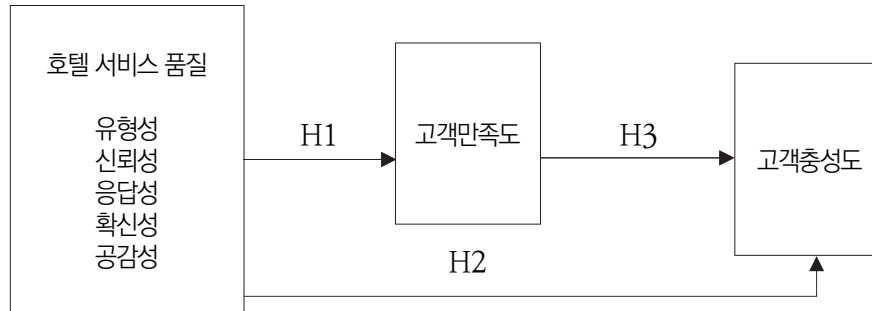 호텔 서비스 품질
유형성
신뢰성
응답성
확신성
공감성
H1
고객만족도
H3
고객충성도
H2